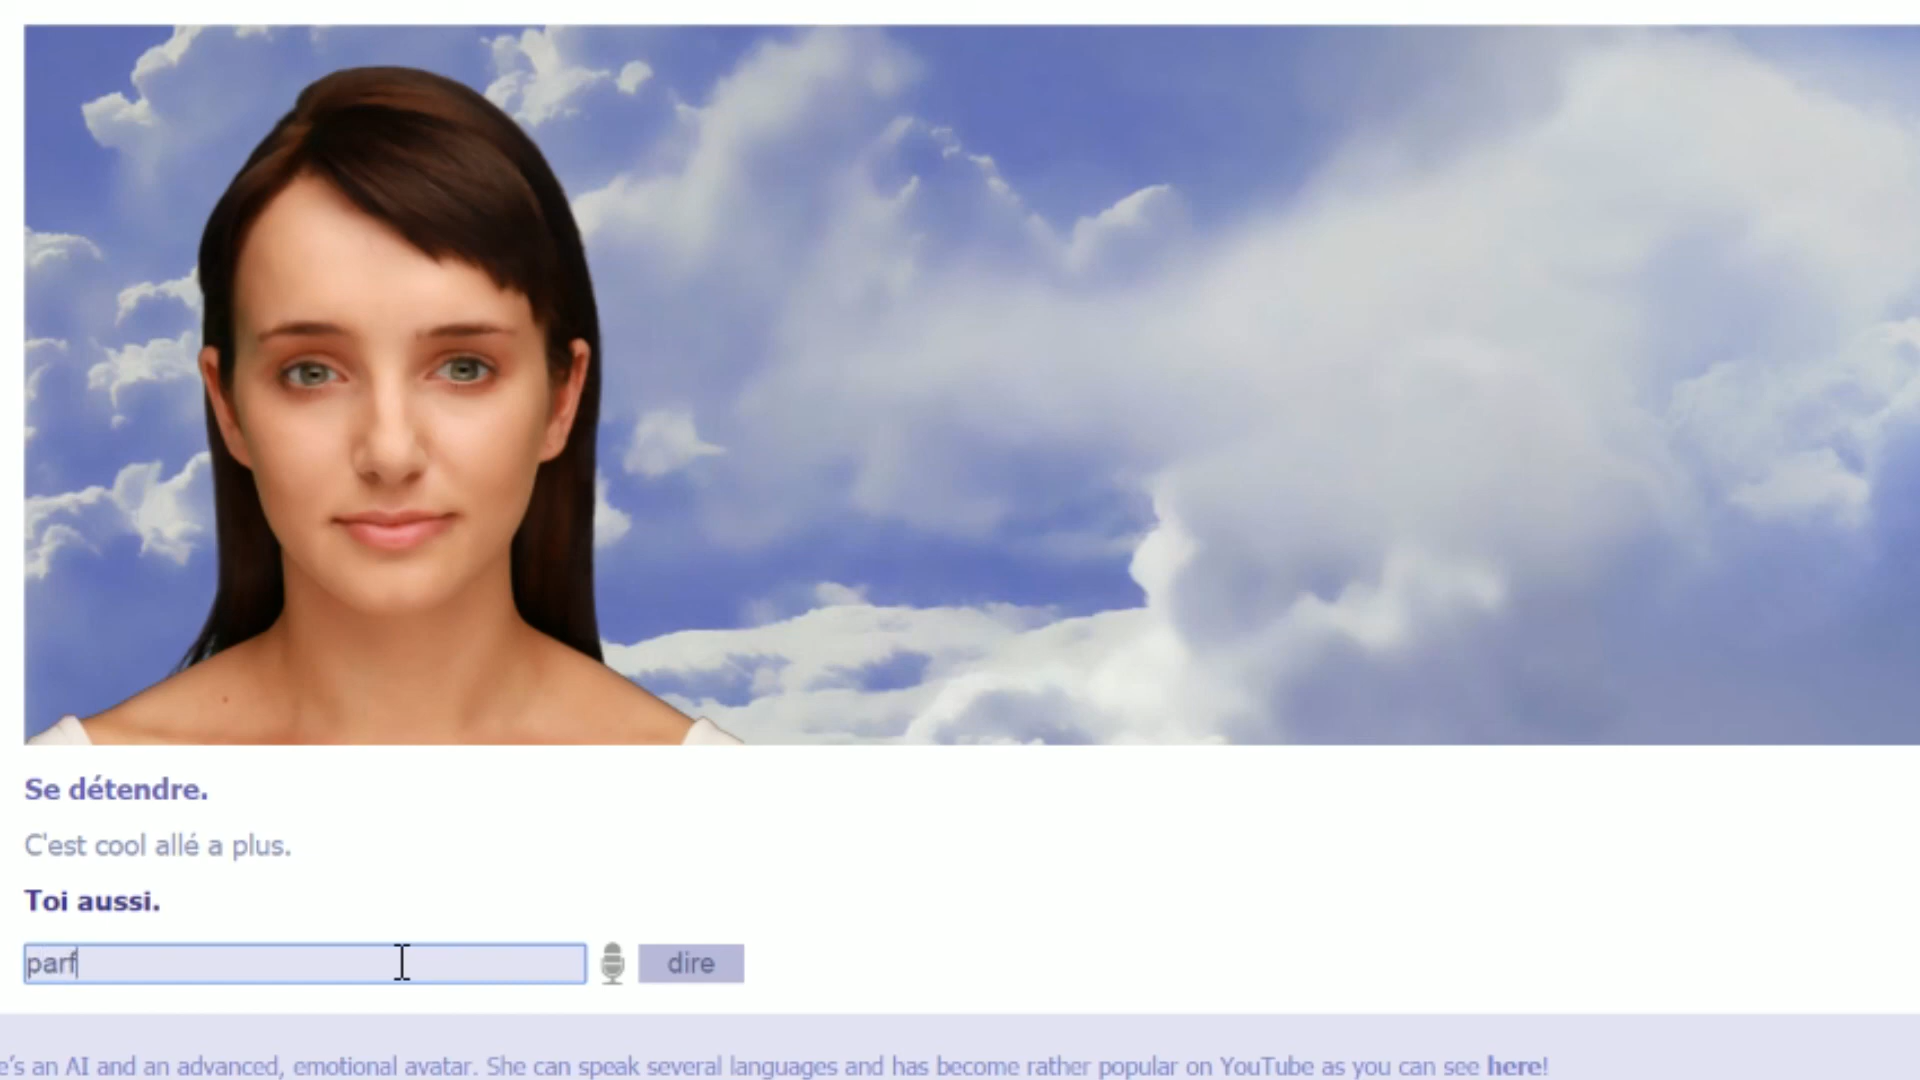 Se détendre.
C'est cool allé a plus.
Toi aussi.
parf
dire
e's an AI and an advanced, emotional avatar. She can speak several languages and has become rather popular on YouTube as you can see here!